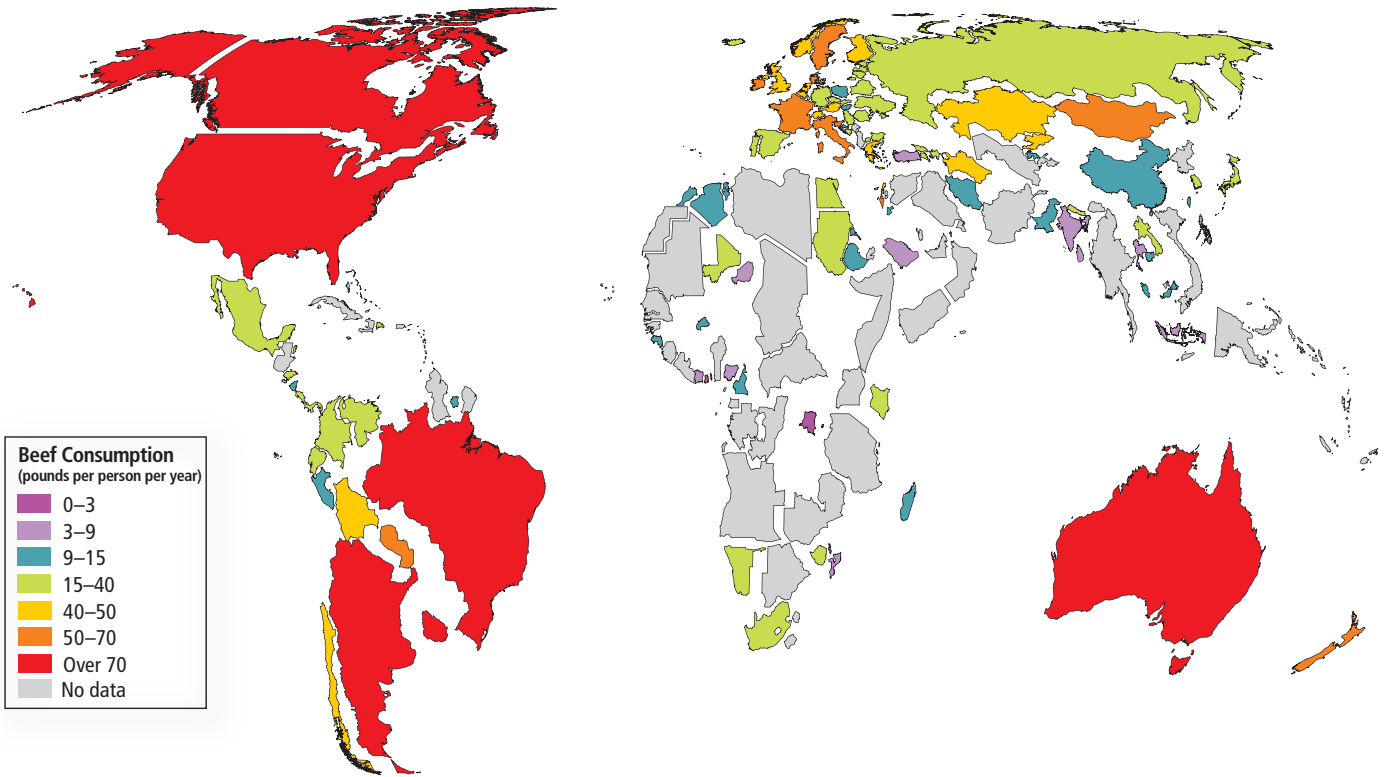 Beef Consumption
(pounds per person per year)
0–3
3–9
9–15
15–40
40–50
50–70
Over 70
No data